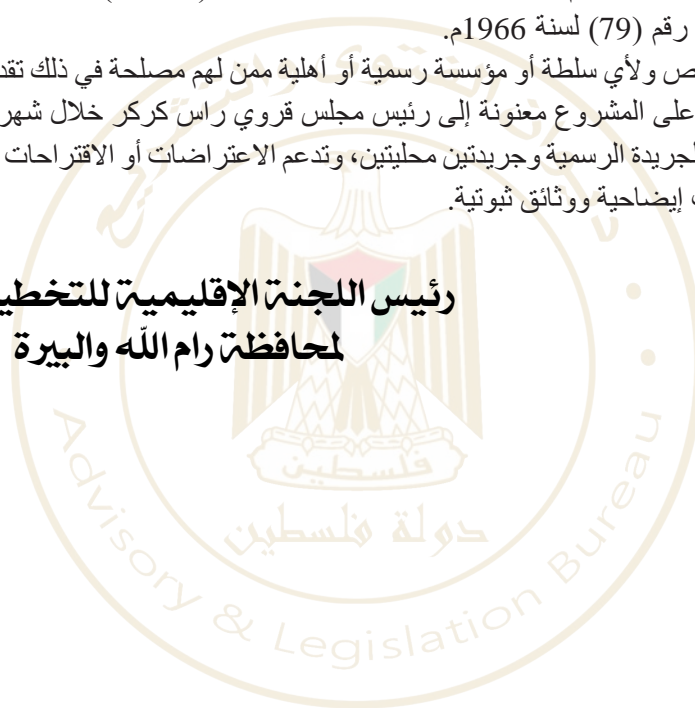 رقم (79) لسنة 1966م.
ولأي سلطة أو مؤسسة رسمية أو أهلية ممن لهم مصلحة في ذلك
على المشروع معنونة إلى رئيس مجلس قروي راس كركر خلال شهر
الجريدة الرسمية وجريدتين محليتين، وتدعم الاعتراضات أو الاقتراحات
إيضاحية ووثائق ثبوتية.
رئيس اللجنة الإقليمية
لمحافظة رام الله والبيرة
فلسطين
دولة فلسطين
Advisory & Legislation Bureau